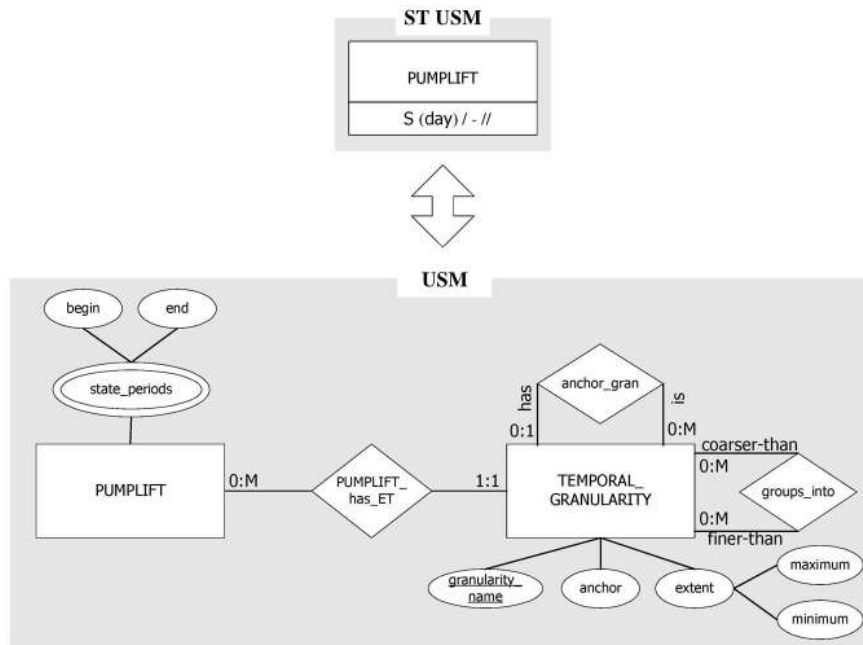 ST USM
PUMPLIFT
S (day) / - //
USM
begin
end
state_periods
PUMPLIFT
0:M
PUMPLIFT_
has_ET
1:1
has
anchor_gran
is
0:1
0:M
TEMPORAL_
GRANULARITY
coarser-than
0:M
groups_into
0:M
finer-than
granularity_
name
anchor
extent
maximum
minimum